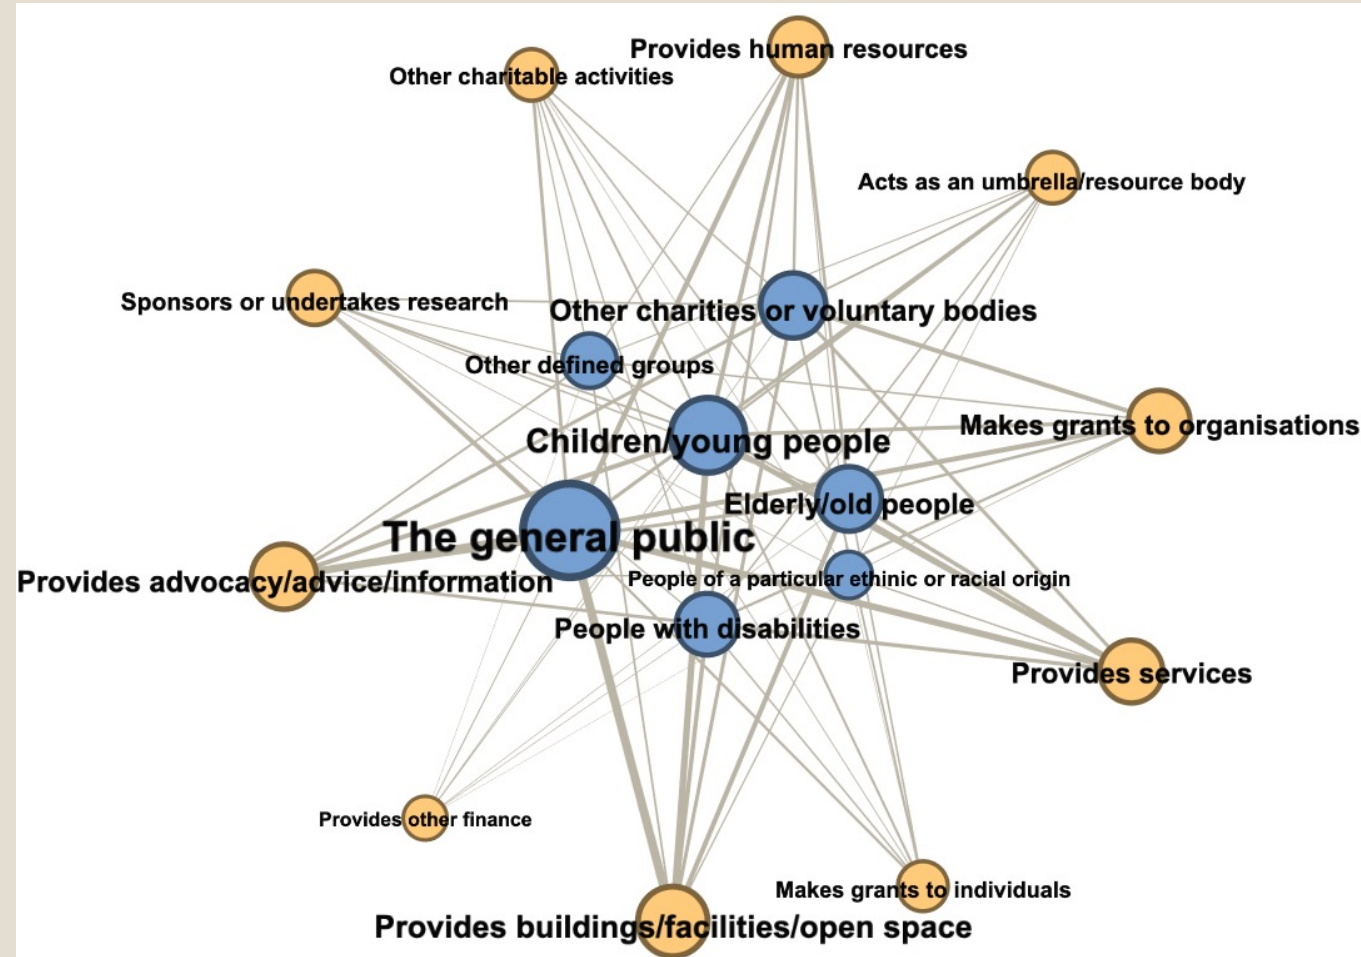 Provides human resources
Other charitable activities
Acts as an umbrella/resource body
Sponsors or undertakes research
Other charities or voluntary bodies
Other defined groups
Makes grants to organisations
Children/young people
Elderly/old people
The general public
People of a particular ethinic or racial origin
Provides advocacy/advice/information
People with disabilities
Provides services
Provides other finance
Makes grants to individuals
Provides buildings/facilities/open space